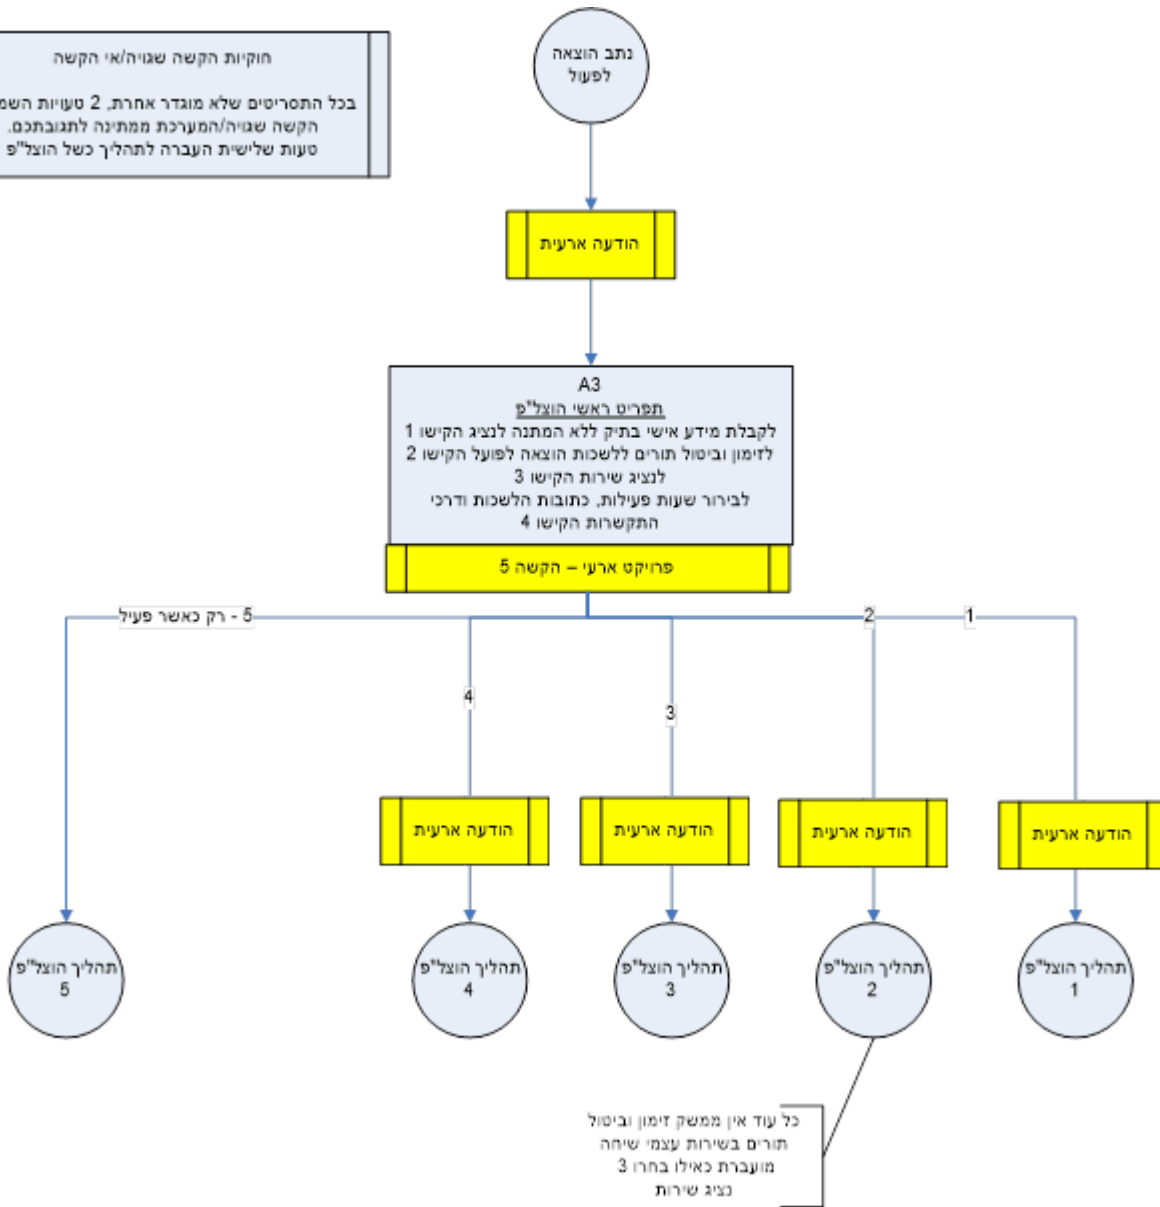 חוקיות הקשה שגויה/אי הקשה
בכל התסריטים שלא מוגדר אחרת, 2 טעויות
הקשה שגויה/המערכת ממתינה לתגובתכם.
טעות שלישית העברה לתהליך כשל הוצל"פ
נתב הוצאה
לפעול
הודעה ארעית
A3
תפריט ראשי הוצל"פ
לקבלת מידע אישי בתיק ללא המתנה לנציג הקישו 1
לזימון וביטול תורים ללשכות הוצאה לפועל הקישו 2
לנציג שירות הקישו 3
לבירור שעות פעילות, כתובות הלשכות ודרכי
התקשרות הקישו 4
פרויקט ארעי – הקשה 5
5 - רק כאשר פעיל
4
3
2
1
הודעה ארעית
הודעה ארעית
הודעה ארעית
הודעה ארעית
תהליך הוצל"פ
5
תהליך הוצל"פ
4
תהליך הוצל"פ
3
תהליך הוצל"פ
2
תהליך הוצל"פ
1
כל עוד אין ממשק זימון וביטול
תורים בשירות עצמי שיחה
מועברת כאילו בחרו 3
נציג שירות